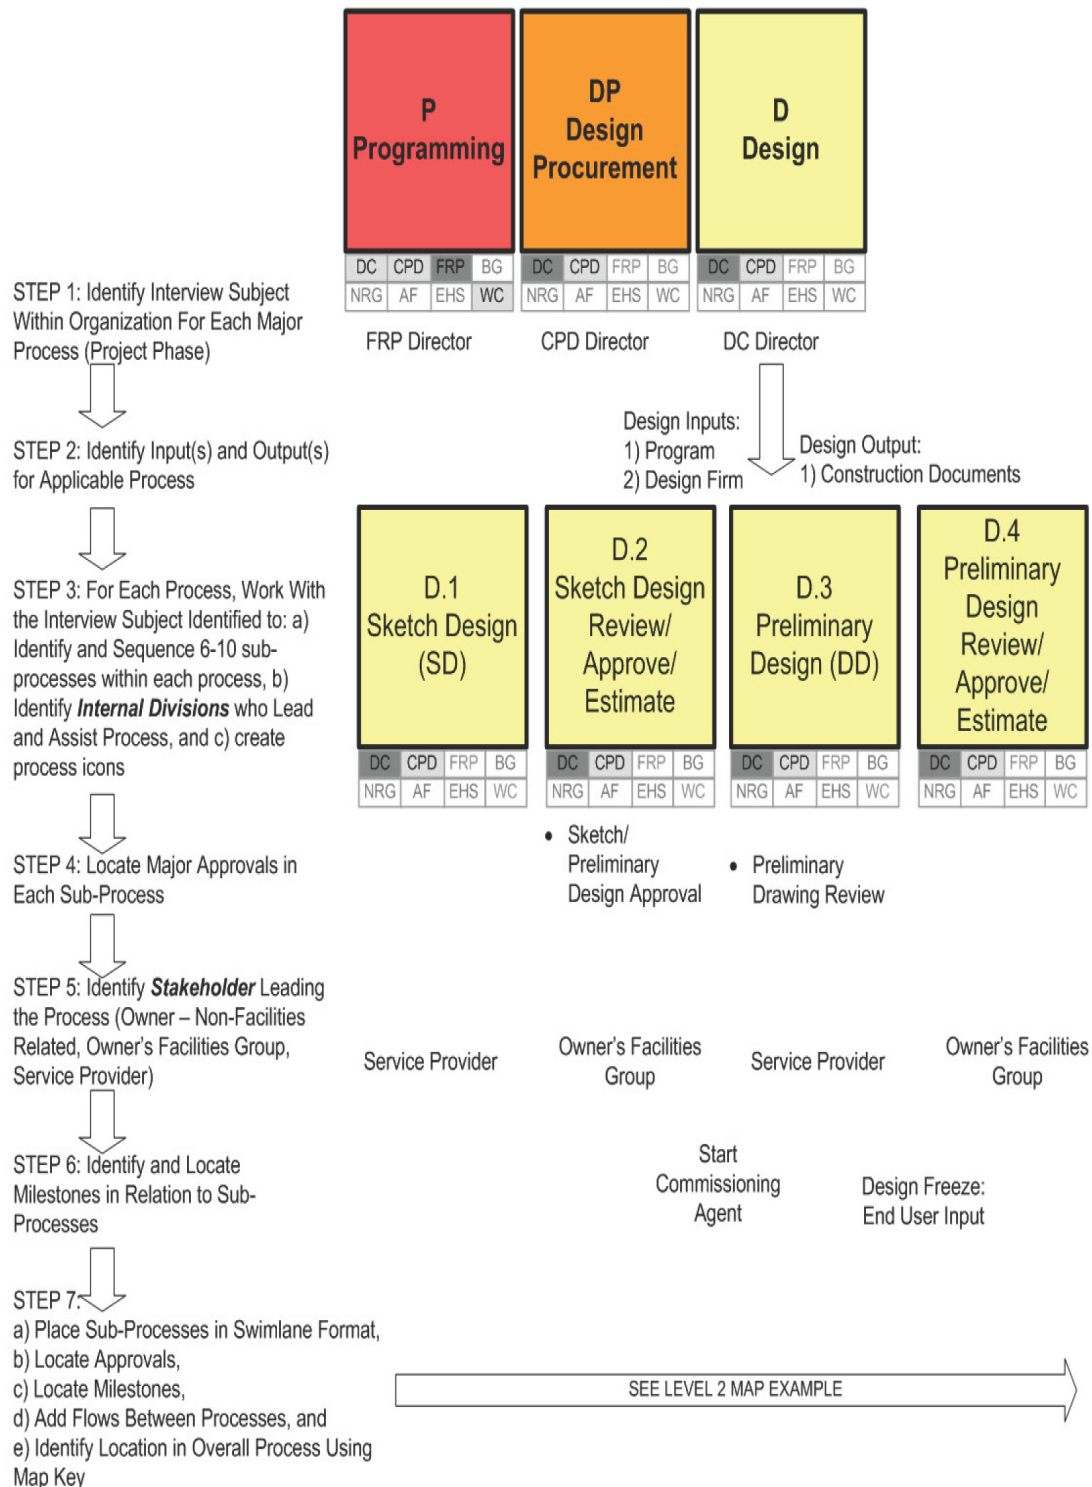 P
Programming
DP
Design
Procurement
D
Design
DC CPD FRP BG
NRG AF EHS WC
DC CPD FRP BG
NRG AF EHS WC
DC CPD FRP BG
NRG AF EHS WC
FRP Director
CPD Director
DC Director
STEP 1: Identify Interview Subject
Within Organization For Each Major
Process (Project Phase)
Design Inputs:
1) Program
2) Design Firm
Design Output:
1) Construction Documents
STEP 2: Identify Input(s) and Output(s)
for Applicable Process
STEP 3: For Each Process, Work With
the Interview Subject Identified to: a)
Identify and Sequence 6-10 sub-
processes within each process, b)
Identify Internal Divisions who Lead
and Assist Process, and c) create
process icons
D.1
Sketch Design
(SD)
D.2
Sketch Design
Review/
Approve/
Estimate
D.3
Preliminary
Design (DD)
D.4
Preliminary
Design
Review/
Approve/
Estimate
DC CPD FRP BG
NRG AF EHS WC
DC CPD FRP BG
NRG AF EHS WC
DC CPD FRP BG
NRG AF EHS WC
DC CPD FRP BG
NRG AF EHS WC
STEP 4: Locate Major Approvals in
Each Sub-Process
• Sketch/
Preliminary
Design Approval
• Preliminary
Drawing Review
STEP 5: Identify Stakeholder Leading
the Process (Owner – Non-Facilities
Related, Owner's Facilities Group,
Service Provider)
Service Provider
Owner's Facilities
Group
Service Provider
Owner's Facilities
Group
STEP 6: Identify and Locate
Milestones in Relation to Sub-
Processes
Start
Commissioning
Agent
Design Freeze:
End User Input
STEP 7:
a) Place Sub-Processes in Swimlane Format,
b) Locate Approvals,
c) Locate Milestones,
d) Add Flows Between Processes, and
e) Identify Location in Overall Process Using
Map Key
SEE LEVEL 2 MAP EXAMPLE